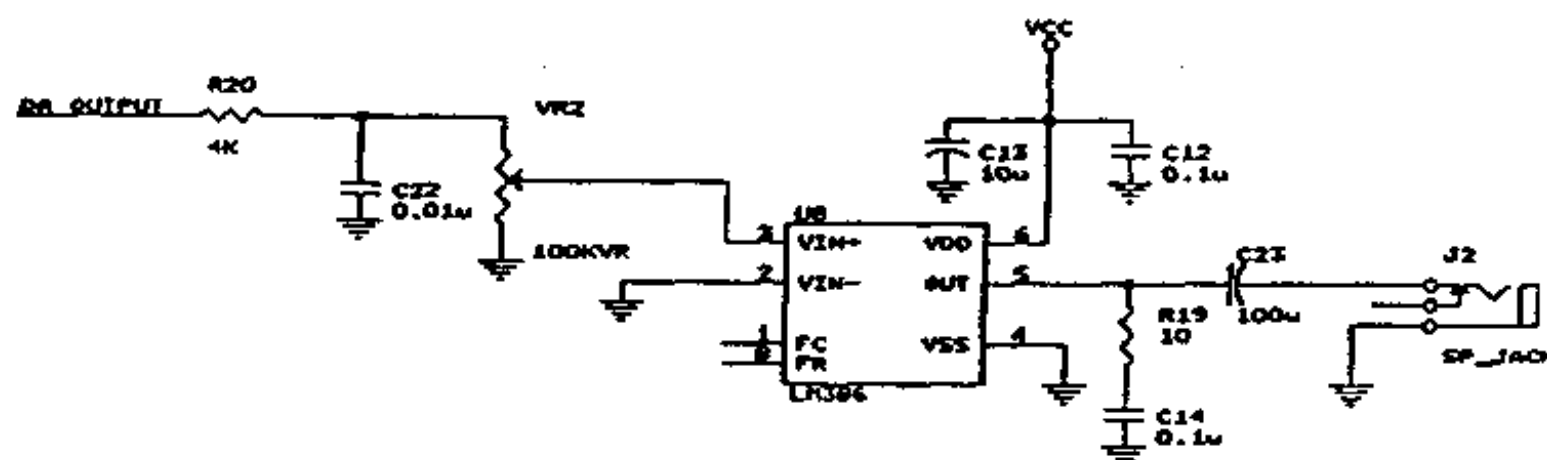 VCC
R20
DA OUTPUT
VR2
4K
C13
10u
C12
0.1u
C22
0.01u
U8
100KVR
3
VIN+
VDD
6
2
VIN-
OUT
5
C23
100u
J2
R19
10
1
FC
VSS
4
8
FR
LM386
C14
0.1u
SP_JACK